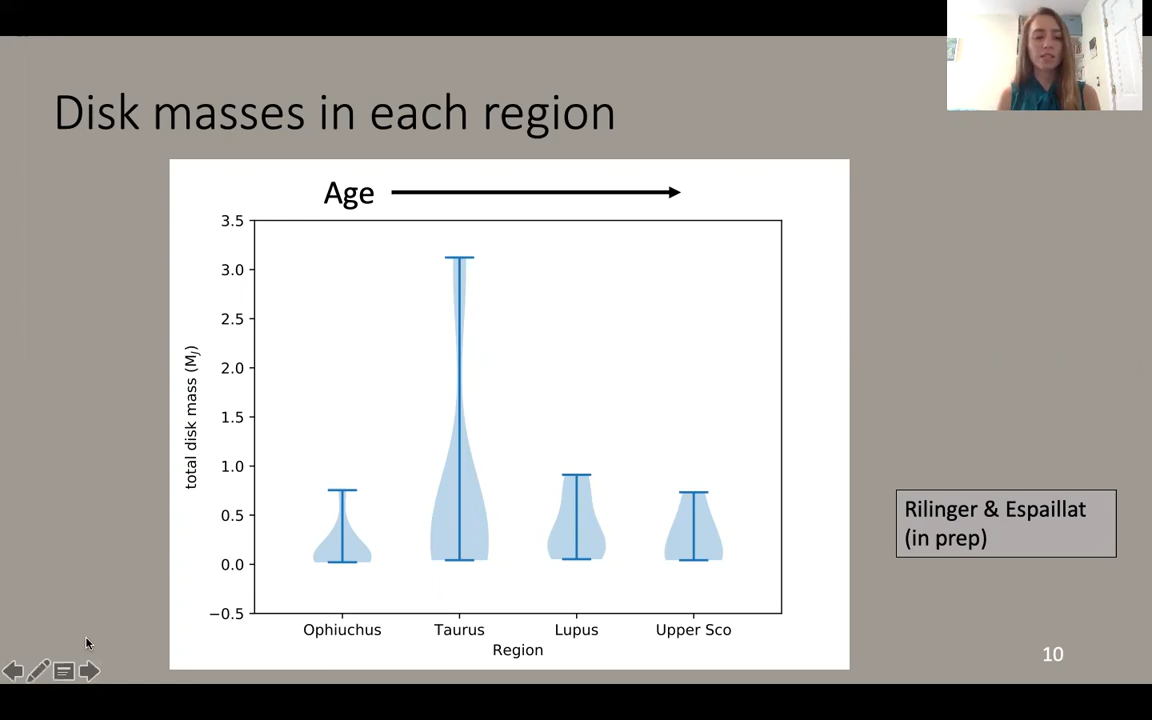 Disk masses in each region
Age
3.5
3.0
2.5
2.0
1.5
1.0
0.5
0.0
−0.5
total disk mass (MJ)
Ophiuchus Taurus Lupus Upper Sco
Region
Rilinger & Espaillat
(in prep)
10